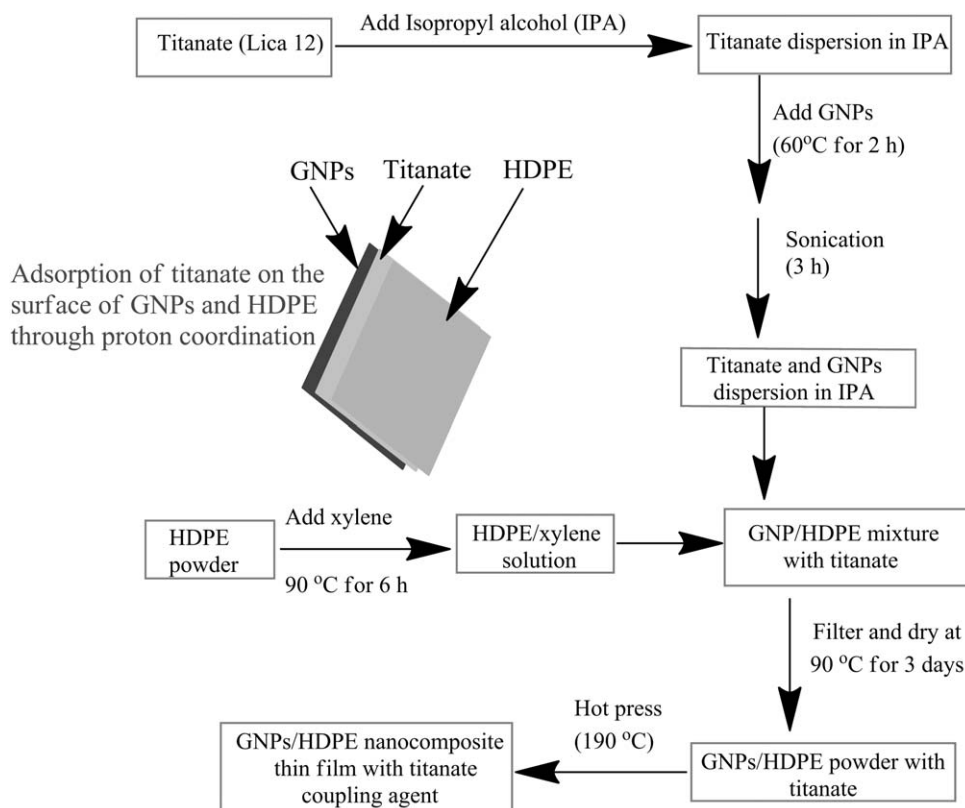 Titanate (Lica 12)
Add Isopropyl alcohol (IPA)
Titanate dispersion in IPA
Add GNPs
(60°C for 2 h)
GNPs
Titanate
HDPE
Sonication
(3 h)
Adsorption of titanate on the
surface of GNPs and HDPE
through proton coordination
Titanate and GNPs
dispersion in IPA
HDPE
powder
Add xylene
90 °C for 6 h
HDPE/xylene
solution
GNP/HDPE mixture
with titanate
Filter and dry at
90 °C for 3 days
Hot press
(190 °C)
GNPs/HDPE powder with
titanate
GNPs/HDPE nanocomposite
thin film with titanate
coupling agent